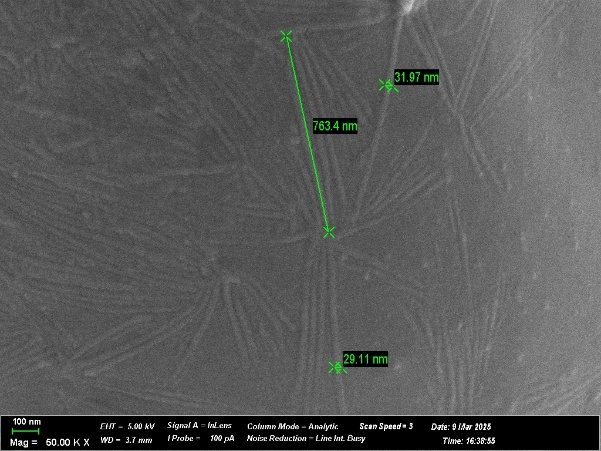 31.97 nm
763.4 nm
29.11 nm
100 nm
Mag = 50.00 K X
EHT = 5.00 kV
WD = 3.7 mm
Signal A = InLens
I Probe = 100 pA
Column Mode = Analytic
Noise Reduction = Line Int. Busy
Scan Speed = 3
Date: 9 Mar 2025
Time: 16:38:55